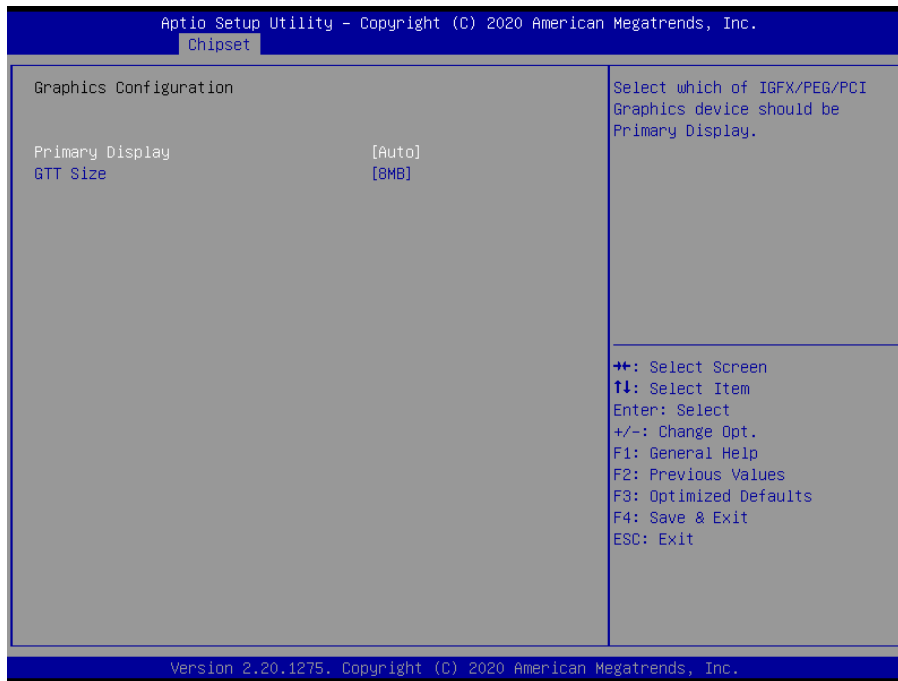 Aptio Setup Utility – Copyright (C) 2020 American Megatrends, Inc.
Chipset
Graphics Configuration
Primary Display [Auto]
GTT Size [8MB]
Select which of IGFX/PEG/PCI
Graphics device should be
Primary Display.
→←: Select Screen
↑↓: Select Item
Enter: Select
+/-: Change Opt.
F1: General Help
F2: Previous Values
F3: Optimized Defaults
F4: Save & Exit
ESC: Exit
Version 2.20.1275. Copyright (C) 2020 American Megatrends, Inc.